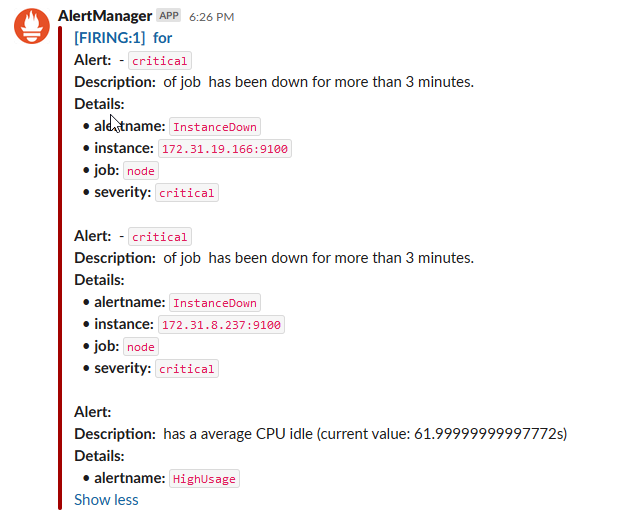 AlertManager APP 6:26 PM
[FIRING:1] for
Alert: - critical
Description: of job has been down for more than 3 minutes.
Details:
• alertname: InstanceDown
• instance: 172.31.19.166:9100
• job: node
• severity: critical
Alert: - critical
Description: of job has been down for more than 3 minutes.
Details:
• alertname: InstanceDown
• instance: 172.31.8.237:9100
• job: node
• severity: critical
Alert:
Description: has a average CPU idle (current value: 61.99999999997772s)
Details:
• alertname: HighUsage
Show less